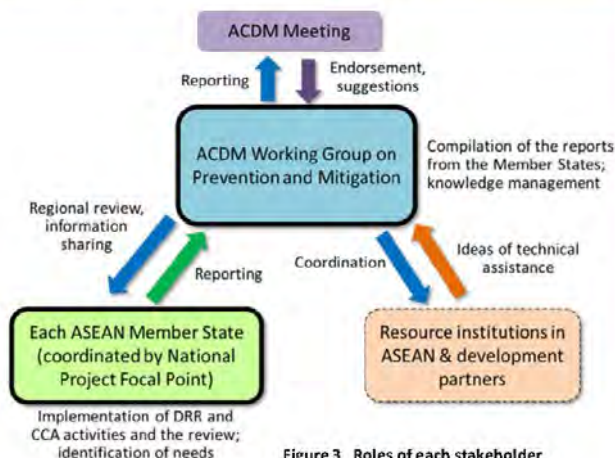 ACDM Meeting
Reporting
Endorsement,
suggestions
ACDM Working Group on
Prevention and Mitigation
Compilation of the reports
from the Member States;
knowledge management
Regional review,
information
sharing
Reporting
Coordination
Ideas of technical
assistance
Each ASEAN Member State
(coordinated by National
Project Focal Point)
Resource institutions in
ASEAN & development
partners
Implementation of DRR and
CCA activities and the review;
identification of needs
Figure 3. Roles of each stakeholder